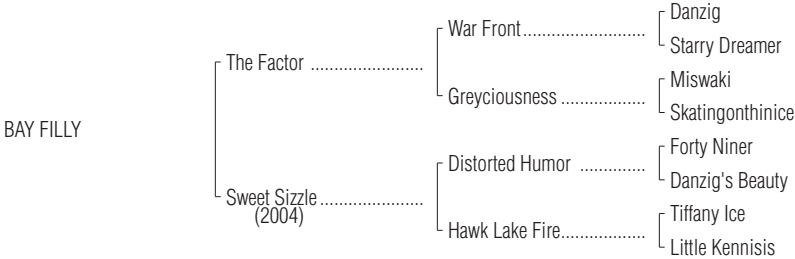 Danzig
War Front.........................
Starry Dreamer
The Factor .......................
Miswaki
Greyciousness .................
Skatingonthinice
BAY FILLY
Forty Niner
Distorted Humor .............
Danzig's Beauty
Sweet Sizzle.....................
(2004)
Tiffany Ice
Hawk Lake Fire.................
Little Kennisis